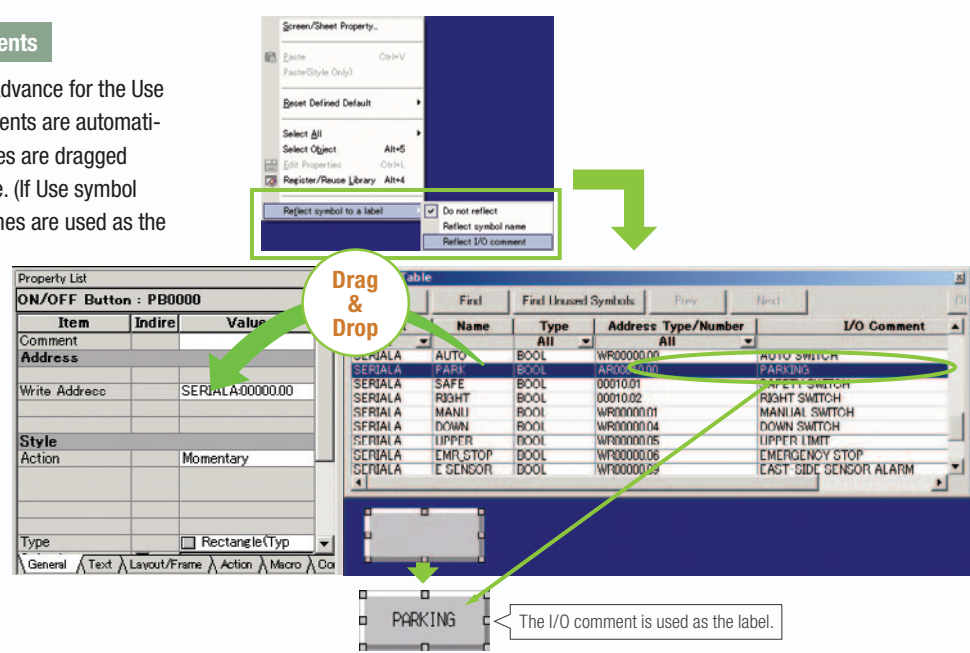 ents
dvance for the Use
ents are automati-
es are dragged
e. (If Use symbol
mes are used as the
Screen/Sheet Property...
Paste Ctrl+V
Paste(Style Only)
Reset Defined Default
Select All
Select Object Alt+5
Edit Properties Ctrl+L
Register/Reuse Library Alt+4
Reflect symbol to a label
Do not reflect
Reflect symbol name
Reflect I/O comment
Drag
&
Drop
Property List
ON/OFF Button : PB0000
Item Indire Value
Comment
Address
Write Address SERIALA:00000.00
Style
Action Momentary
Type Rectangle(Typ
General Text Layout/Frame Action Macro
Table
Find Find Unused Symbols Prev Next
Name Type Address Type/Number I/O Comment
All All
SERIALA AUTO BOOL WR00000.00 AUTO SWITCH
SERIALA PARK BOOL AR00010.00 PARKING
SERIALA SAFE BOOL 00010.01 SAFETY SWITCH
SERIALA RIGHT BOOL 00010.02 RIGHT SWITCH
SERIALA MANU BOOL WR00000.01 MANUAL SWITCH
SERIALA DOWN BOOL WR00000.04 DOWN SWITCH
SERIALA UPPER BOOL WR00000.05 UPPER LIMIT
SERIALA EMR_STOP BOOL WR00000.06 EMERGENCY STOP
SERIALA E SENSOR BOOL WR00000.09 EAST-SIDE SENSOR ALARM
PARKING
The I/O comment is used as the label.